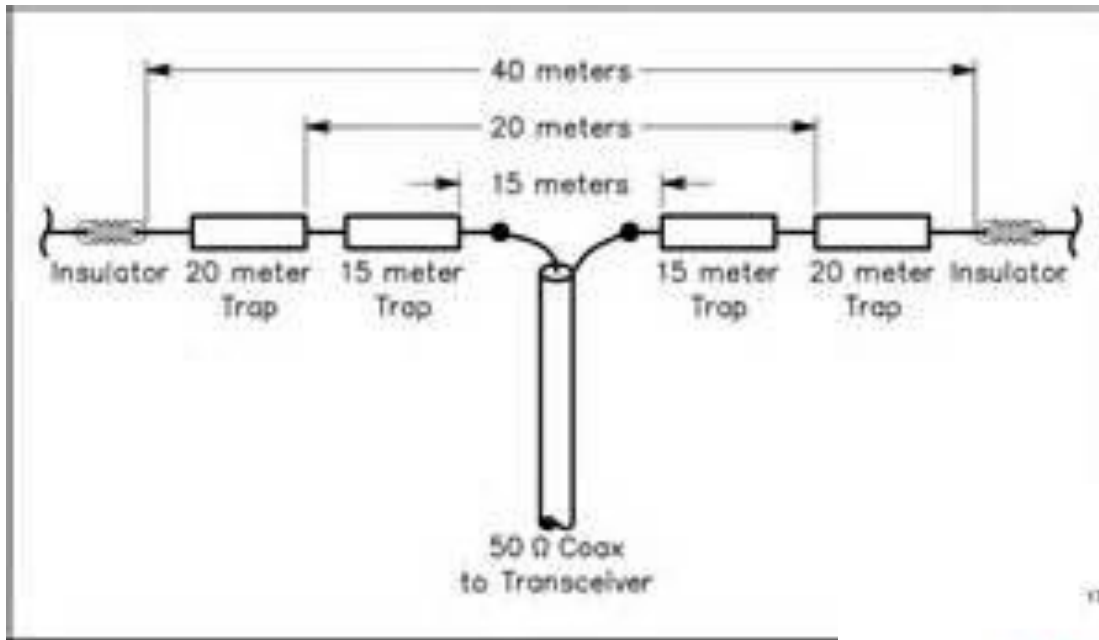 40 meters
20 meters
15 meters
Insulator
20 meter
Trap
15 meter
Trap
15 meter
Trap
20 meter
Trap
Insulator
50 Ω Coax
to Transceiver